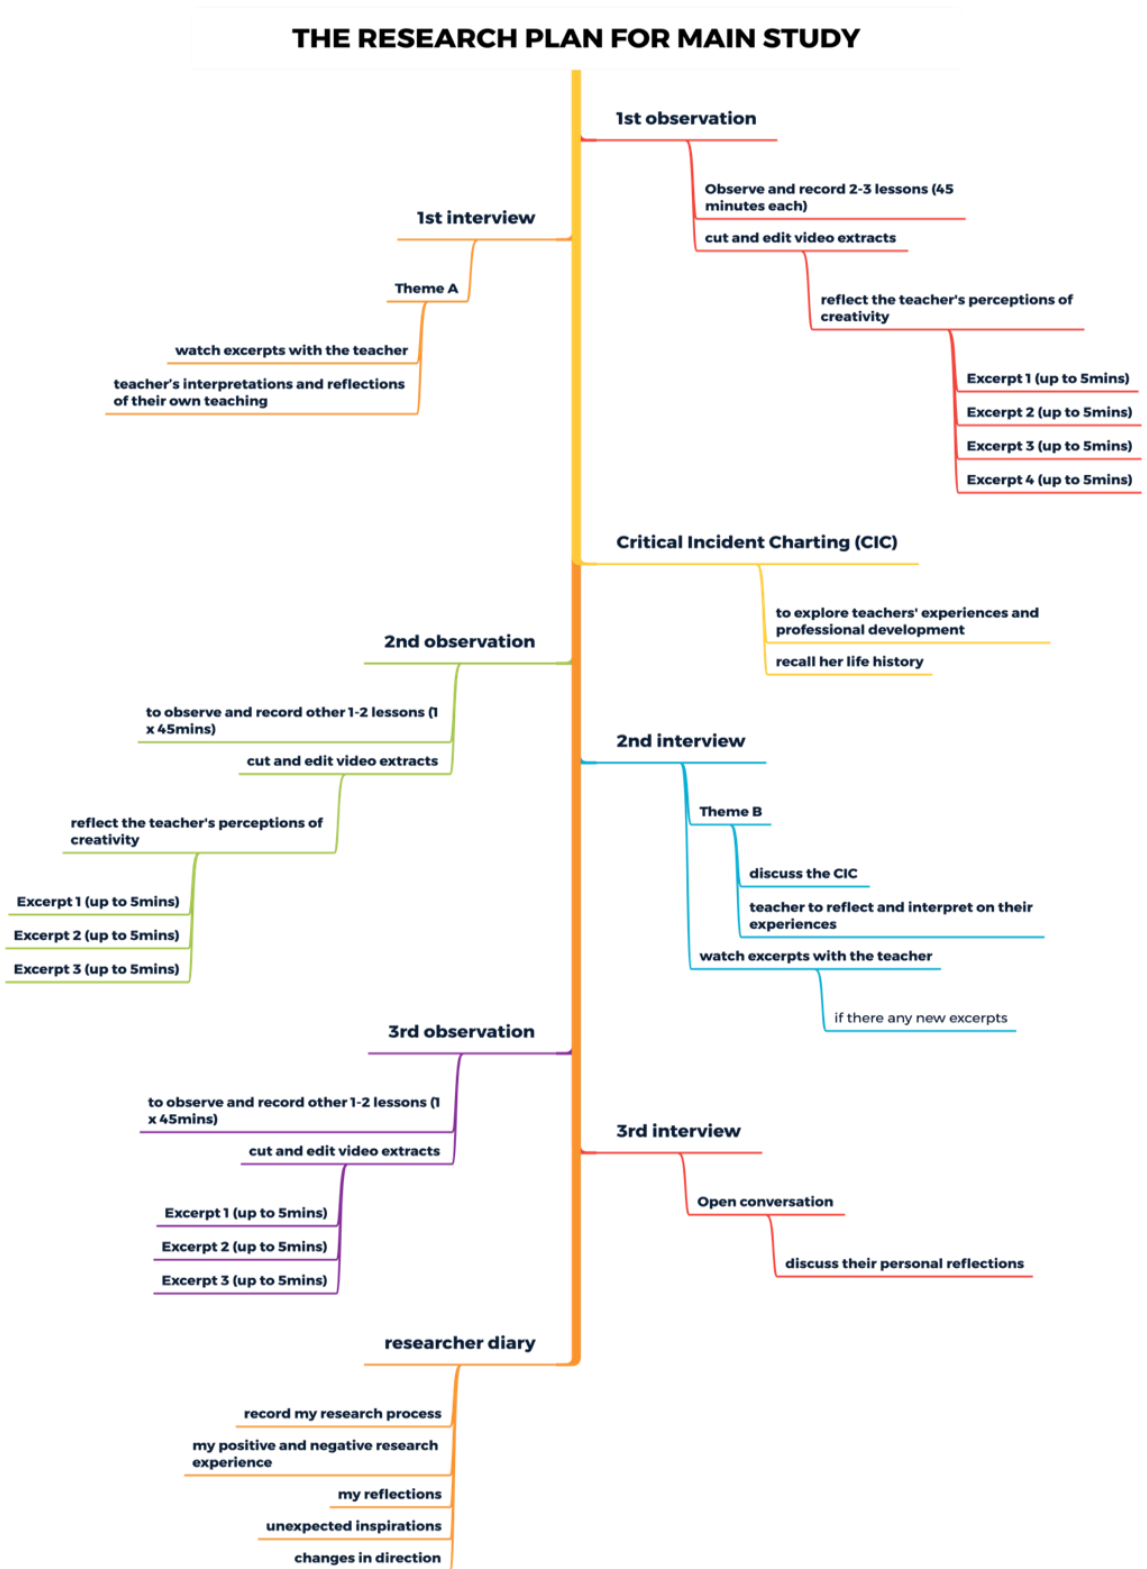 THE RESEARCH PLAN FOR MAIN STUDY
1st observation
Observe and record 2-3 lessons (45
minutes each)
cut and edit video extracts
reflect the teacher's perceptions of
creativity
Excerpt 1 (up to 5mins)
Excerpt 2 (up to 5mins)
Excerpt 3 (up to 5mins)
Excerpt 4 (up to 5mins)
1st interview
Theme A
watch excerpts with the teacher
teacher's interpretations and reflections
of their own teaching
Critical Incident Charting (CIC)
to explore teachers' experiences and
professional development
recall her life history
2nd observation
to observe and record other 1-2 lessons (1
x 45mins)
cut and edit video extracts
reflect the teacher's perceptions of
creativity
Excerpt 1 (up to 5mins)
Excerpt 2 (up to 5mins)
Excerpt 3 (up to 5mins)
2nd interview
Theme B
discuss the CIC
teacher to reflect and interpret on their
experiences
watch excerpts with the teacher
if there any new excerpts
3rd observation
to observe and record other 1-2 lessons (1
x 45mins)
cut and edit video extracts
Excerpt 1 (up to 5mins)
Excerpt 2 (up to 5mins)
Excerpt 3 (up to 5mins)
3rd interview
Open conversation
discuss their personal reflections
researcher diary
record my research process
my positive and negative research
experience
my reflections
unexpected inspirations
changes in direction